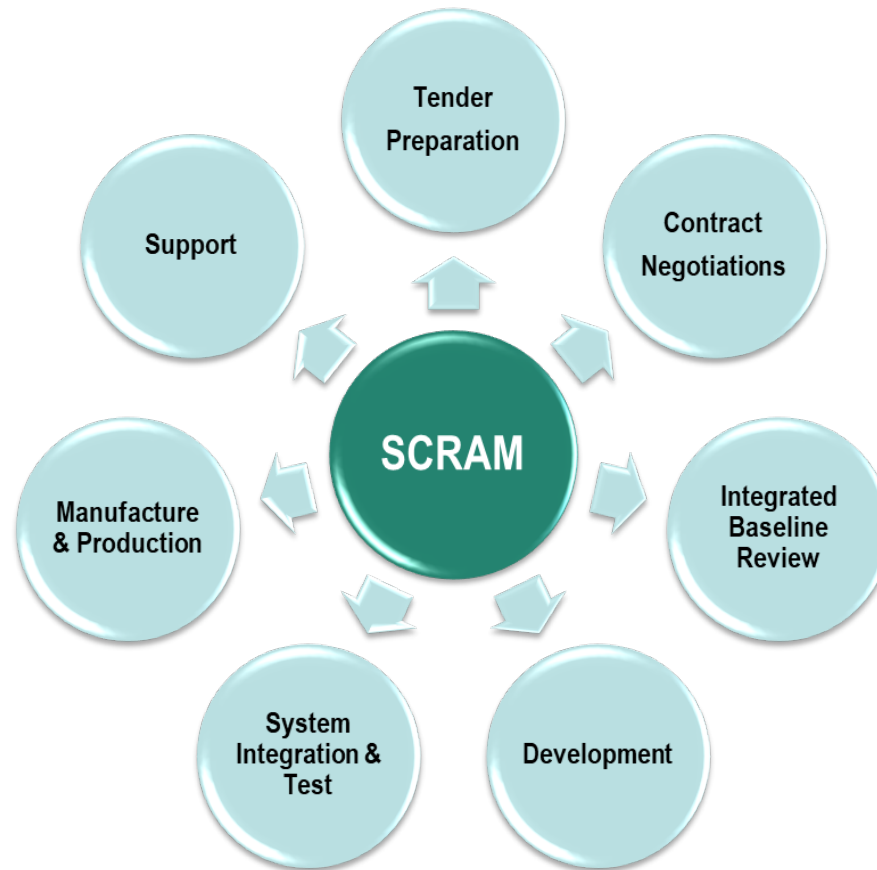 Tender
Preparation
Contract
Negotiations
Integrated
Baseline
Review
Development
System
Integration &
Test
Manufacture
& Production
Support
SCRAM